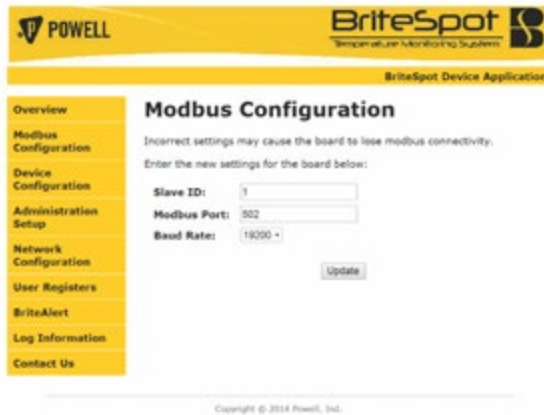 POWELL
BriteSpot
Temperature Monitoring System
BriteSpot Device Application
Overview
Modbus
Configuration
Device
Configuration
Administration
Setup
Network
Configuration
User Registers
BriteAlert
Log Information
Contact Us
Modbus Configuration
Incorrect settings may cause the board to lose modbus connectivity.
Enter the new settings for the board below:
Slave ID: 1
Modbus Port: 502
Baud Rate: 19200
Update
Copyright © 2014 Powell, Ind.